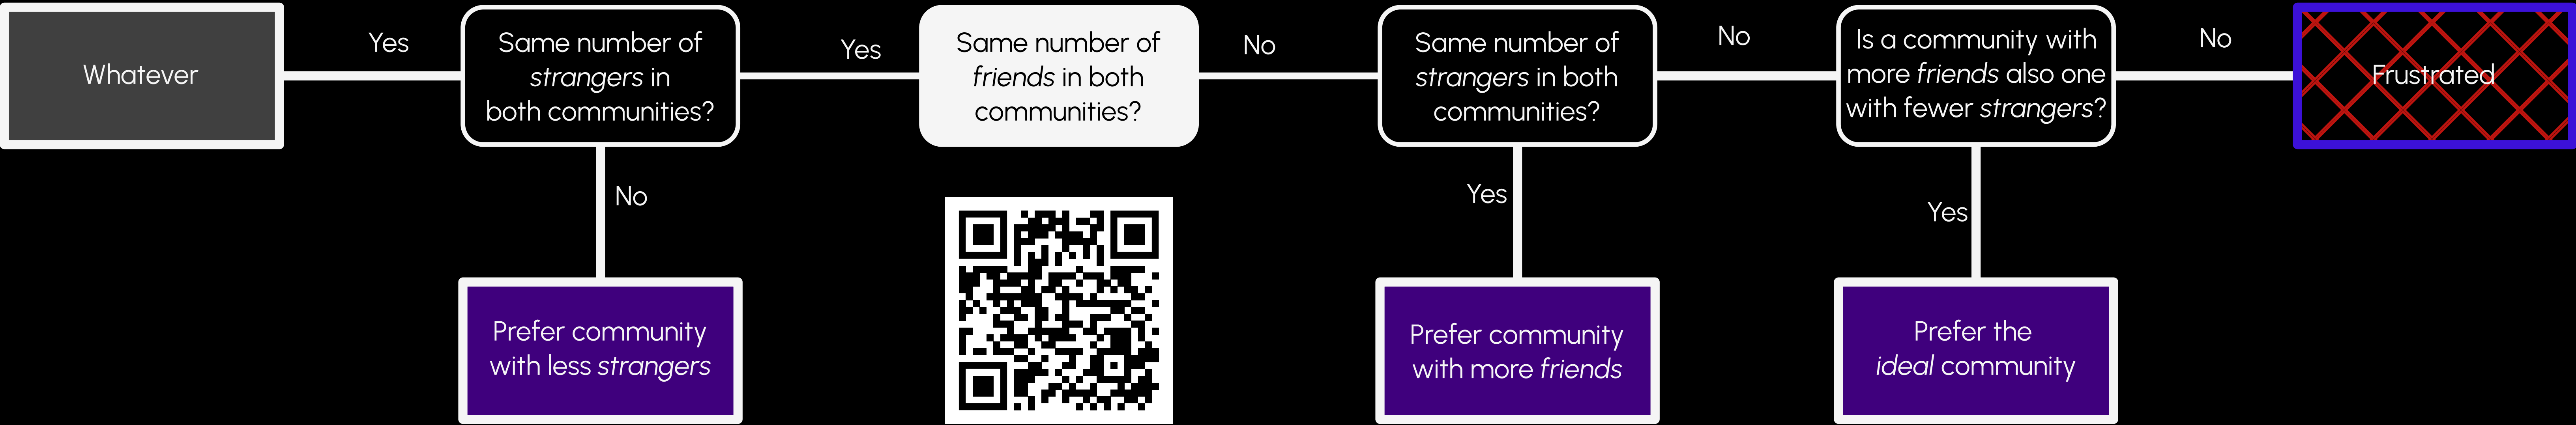 Whatever
Yes
Same number of
strangers in
both communities?
Yes
Same number of
friends in both
communities?
No
Same number of
strangers in both
communities?
No
Is a community with
more friends also one
with fewer strangers?
No
Frustrated
No
Yes
Yes
Prefer community
with less strangers
Prefer community
with more friends
Prefer the
ideal community